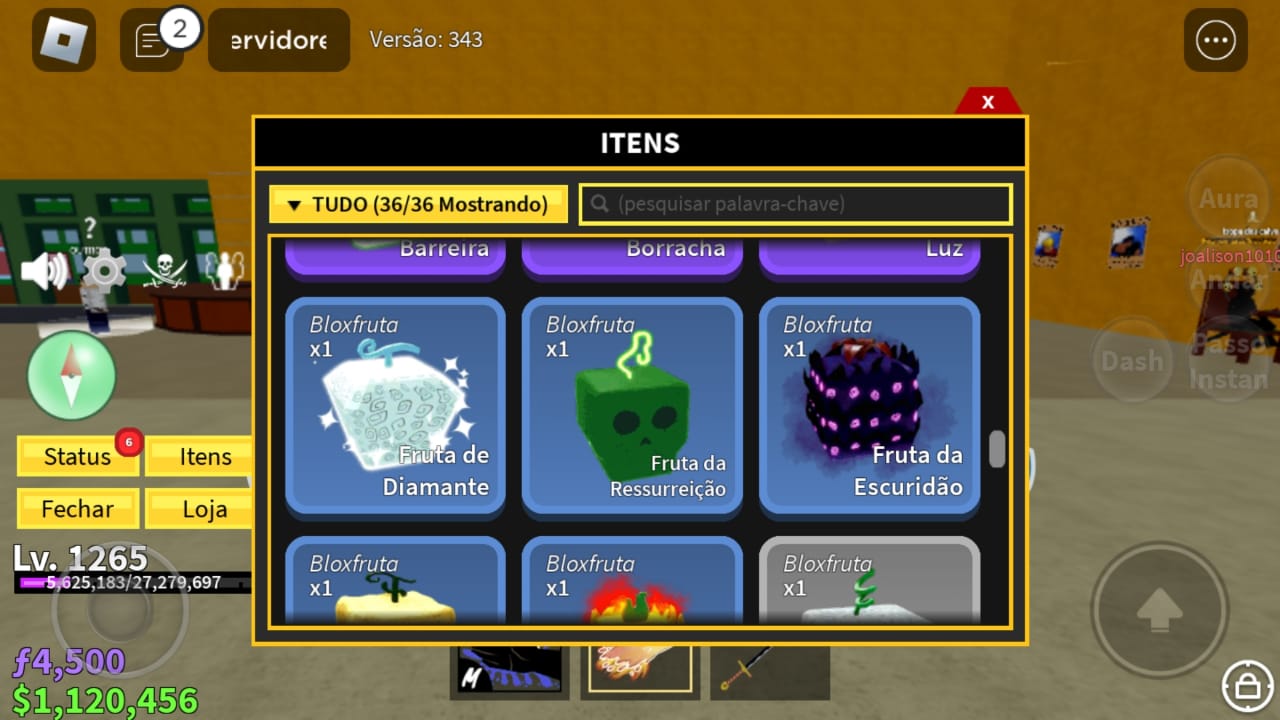 2
ervidore
Versão: 343
X
ITENS
▼ TUDO (36/36 Mostrando)
(pesquisar palavra-chave)
Barreira
Borracha
Luz
Bloxfruta
x1
Fruta de
Diamante
Bloxfruta
x1
Fruta da
Ressurreição
Bloxfruta
x1
Fruta da
Escuridão
Bloxfruta
x1
Bloxfruta
x1
Bloxfruta
x1
?
Status
6
Itens
Fechar
Loja
Lv. 1265
5,625,183/27,279,697
ƒ4,500
$1,120,456
M
Aura
joalison1010
Andar
Dash
Passo
Instan